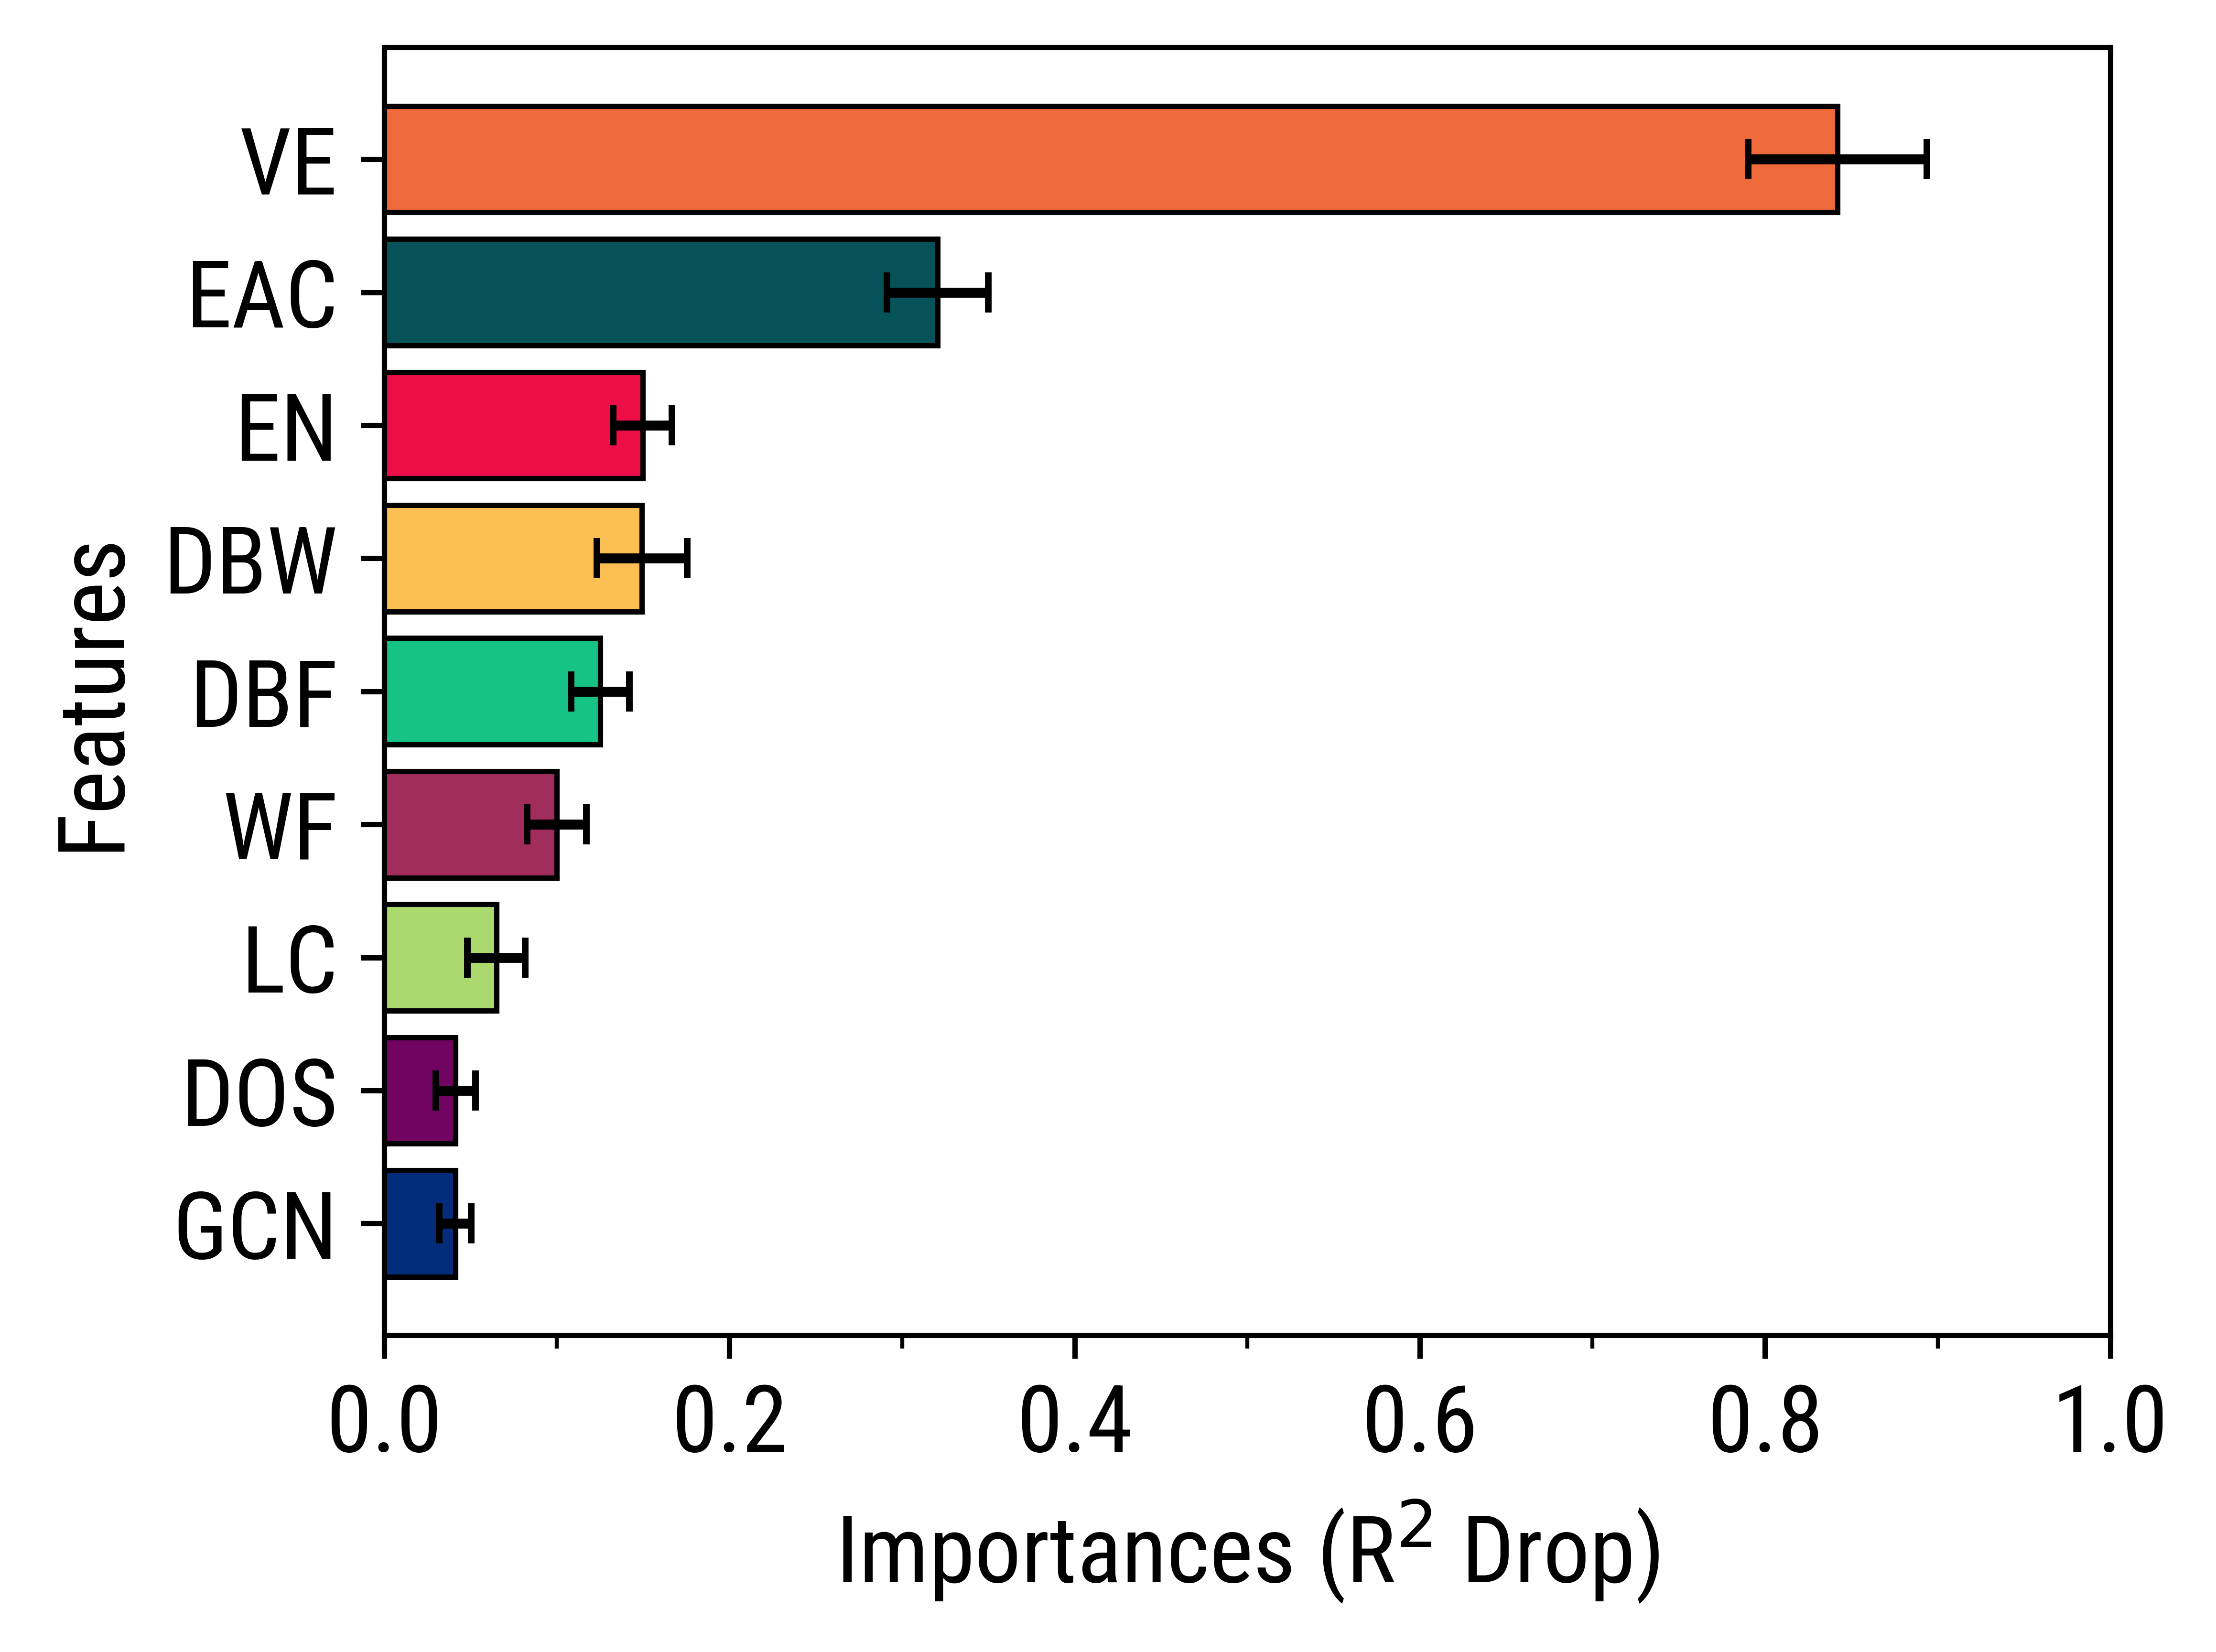 VE
EAC
EN
DBW
DBF
WF
LC
DOS
GCN
Features
0.0 0.2 0.4 0.6 0.8 1.0
Importances (R² Drop)